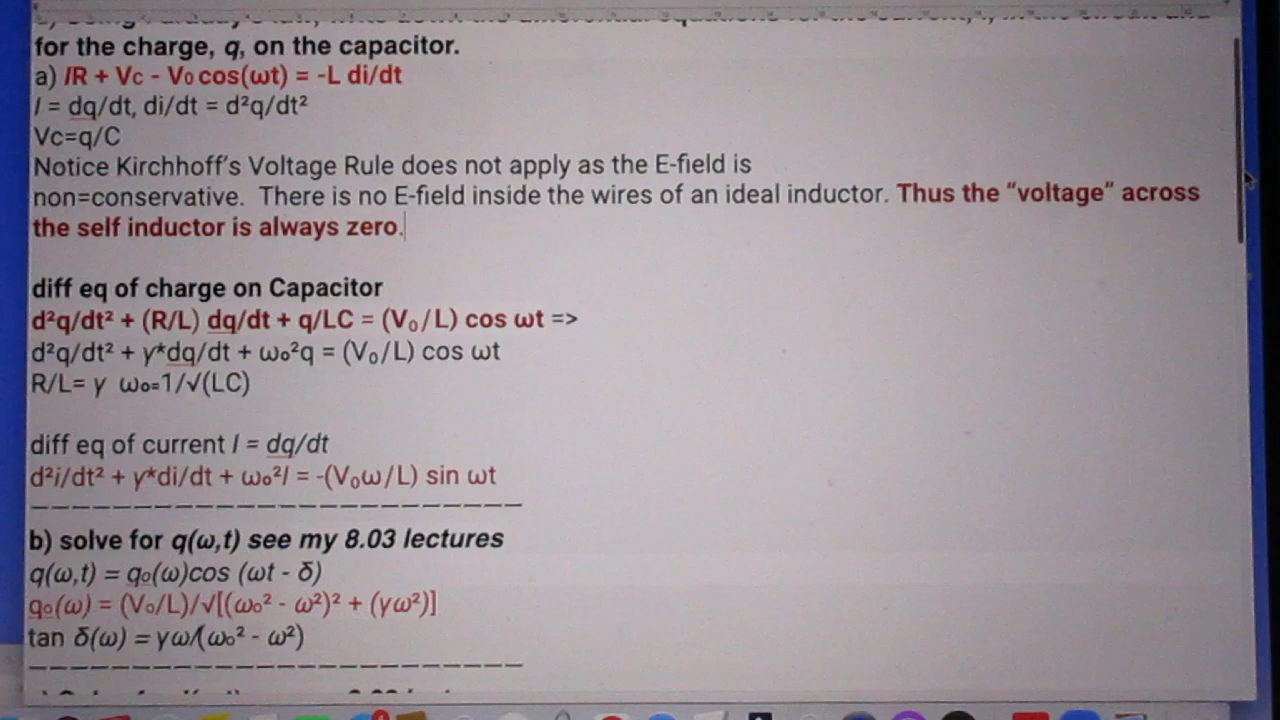 for the charge, q, on the capacitor.
a) IR + Vc - V₀ cos(ωt) = -L di/dt
I = dq/dt, di/dt = d²q/dt²
Vc=q/C
Notice Kirchhoff's Voltage Rule does not apply as the E-field is
non=conservative. There is no E-field inside the wires of an ideal inductor. Thus the “voltage” across
the self inductor is always zero.
diff eq of charge on Capacitor
d²q/dt² + (R/L) dq/dt + q/LC = (V₀/L) cos ωt =>
d²q/dt² + γ*dq/dt + ω₀²q = (V₀/L) cos ωt
R/L= γ ω₀=1/√(LC)
diff eq of current I = dq/dt
d²i/dt² + γ*di/dt + ω₀²I = -(V₀ω/L) sin ωt
b) solve for q(ω,t) see my 8.03 lectures
q(ω,t) = q₀(ω)cos (ωt - δ)
q₀(ω) = (V₀/L)/√[(ω₀² - ω²)² + (γω²)]
tan δ(ω) = γω/(ω₀² - ω²)